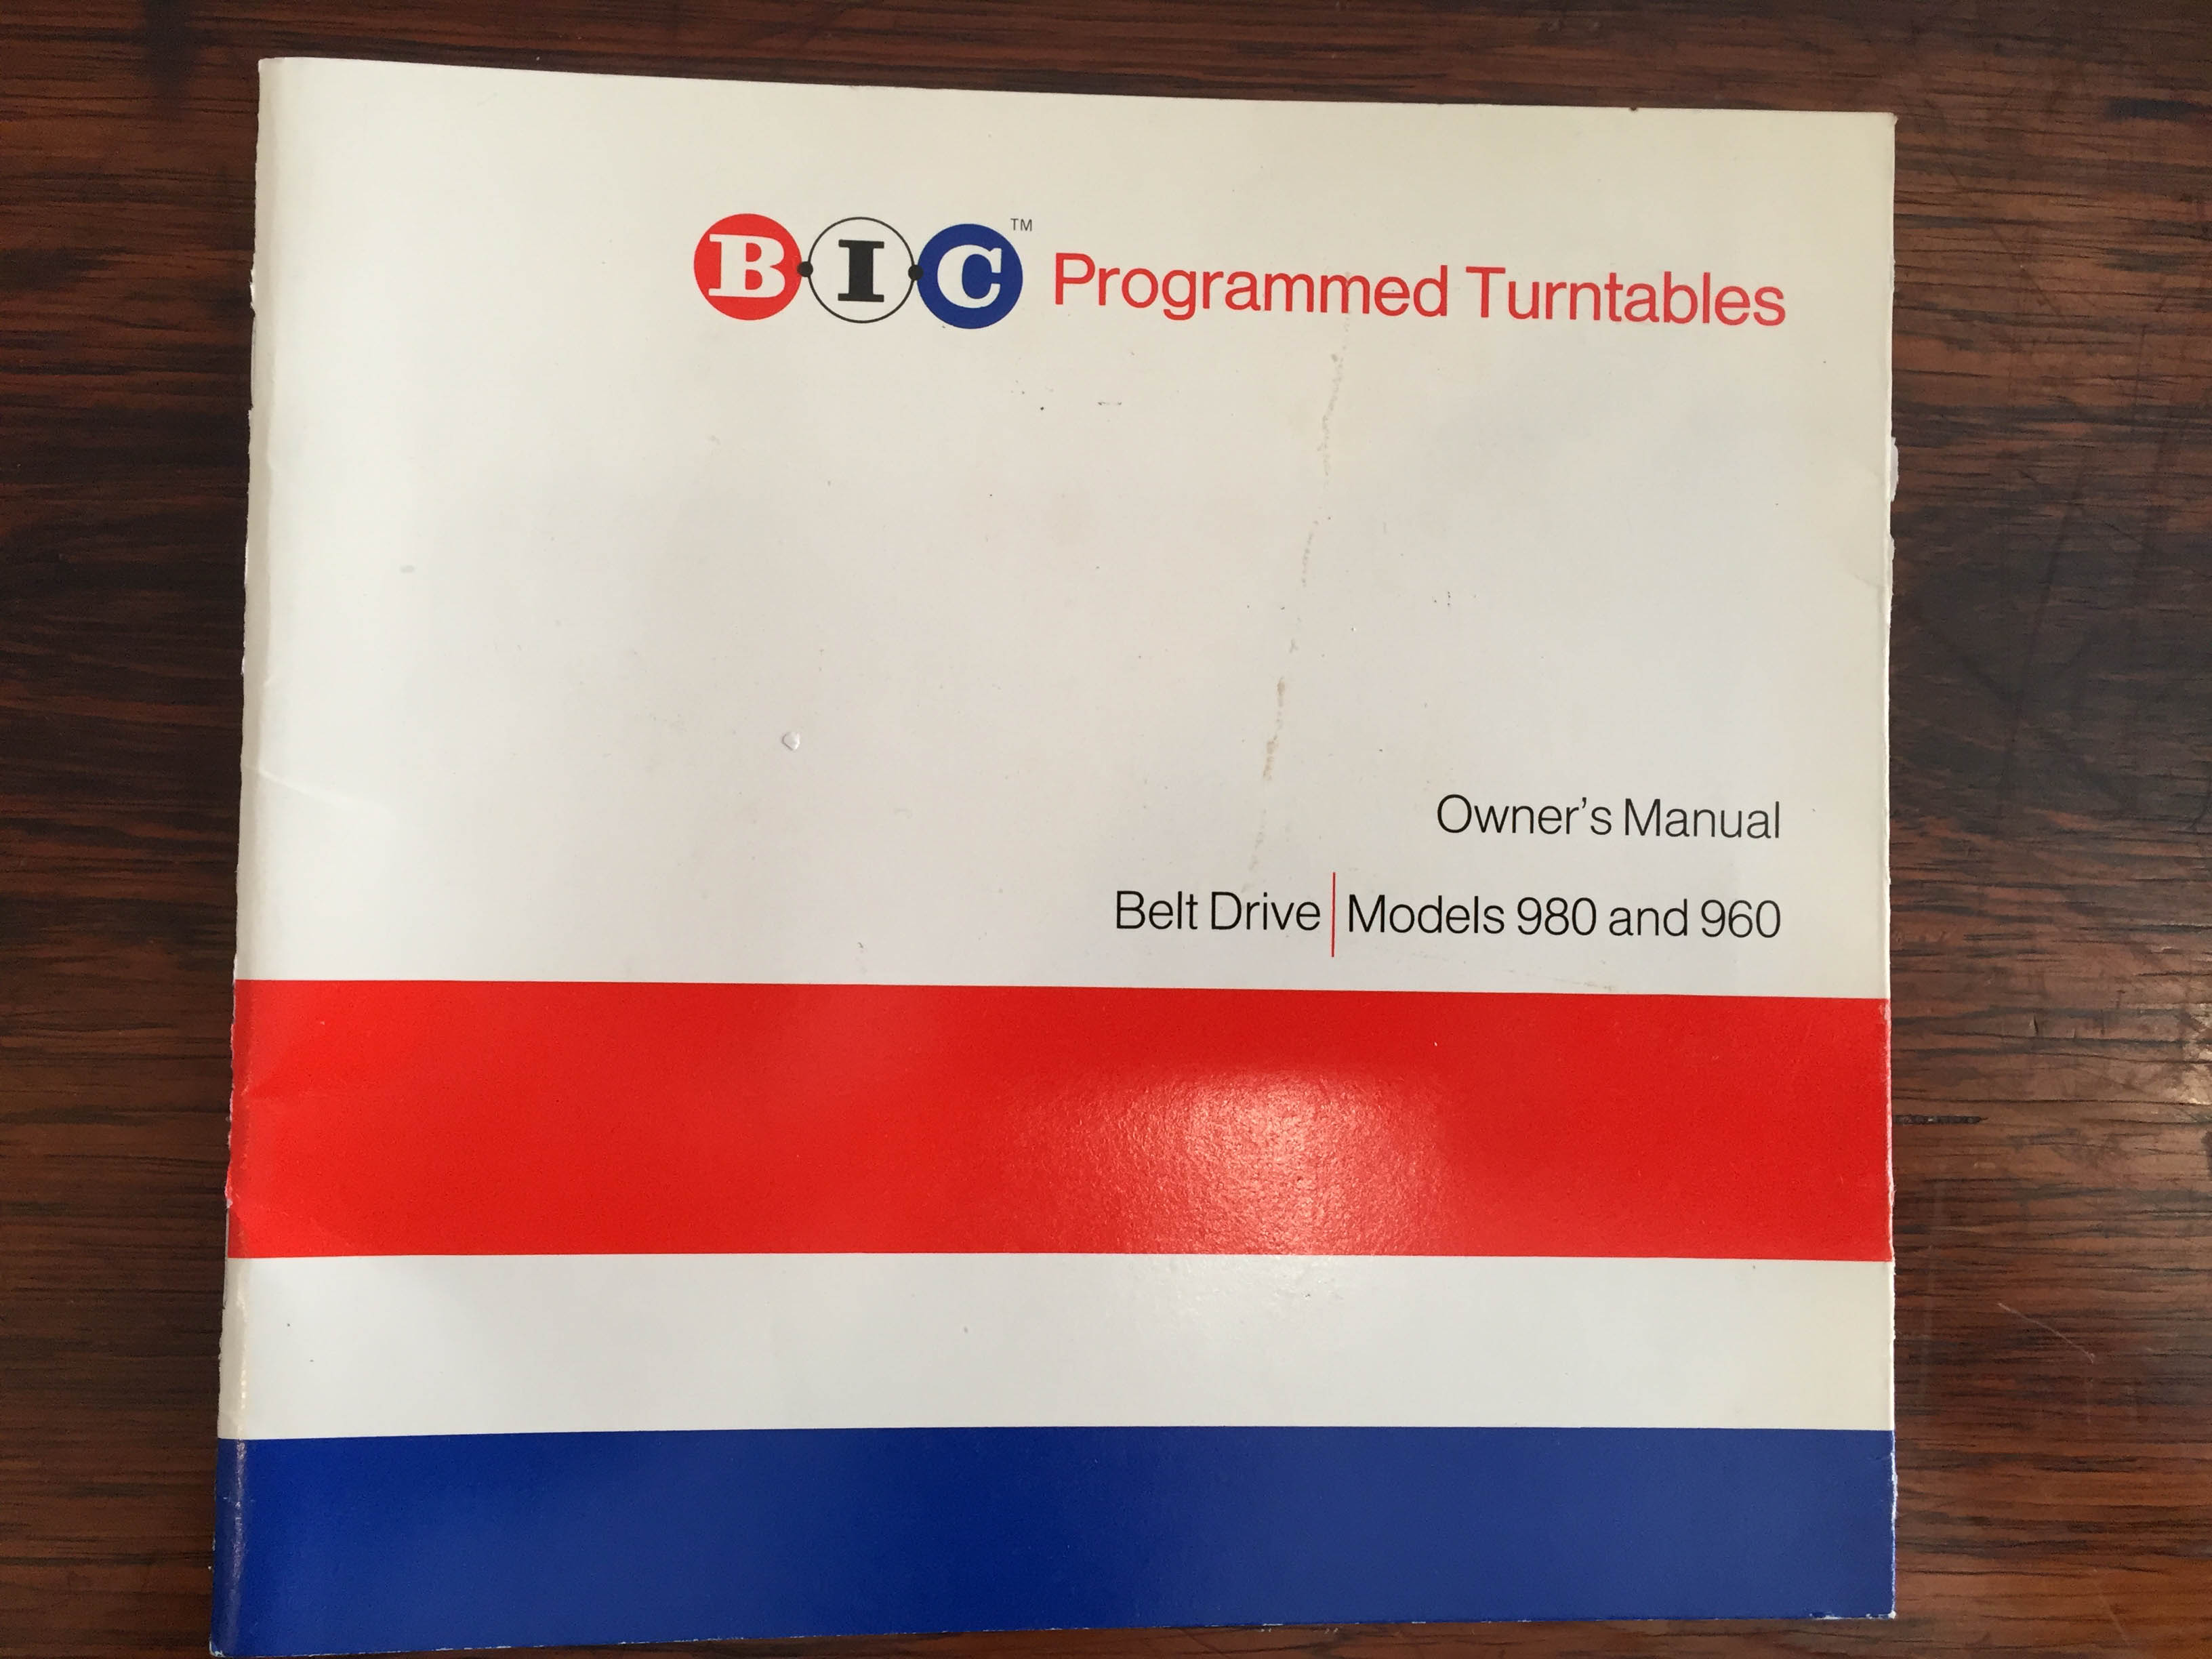 B·I·C™ Programmed Turntables
Owner's Manual
Belt Drive | Models 980 and 960